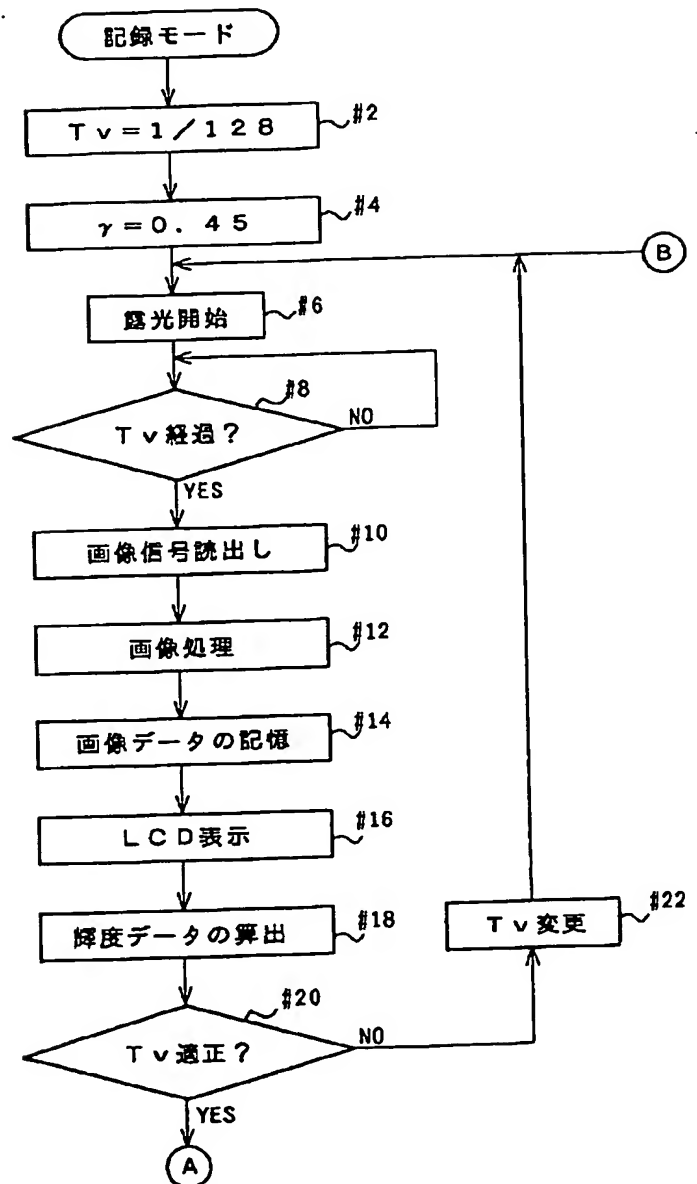 記録モード
Tv=1/128
#2
γ=0.45
#4
B
露光開始
#6
#8
Tv経過?
NO
YES
画像信号読出し
#10
画像処理
#12
画像データの記憶
#14
LCD表示
#16
輝度データの算出
#18
Tv変更
#22
#20
Tv適正?
NO
YES
A